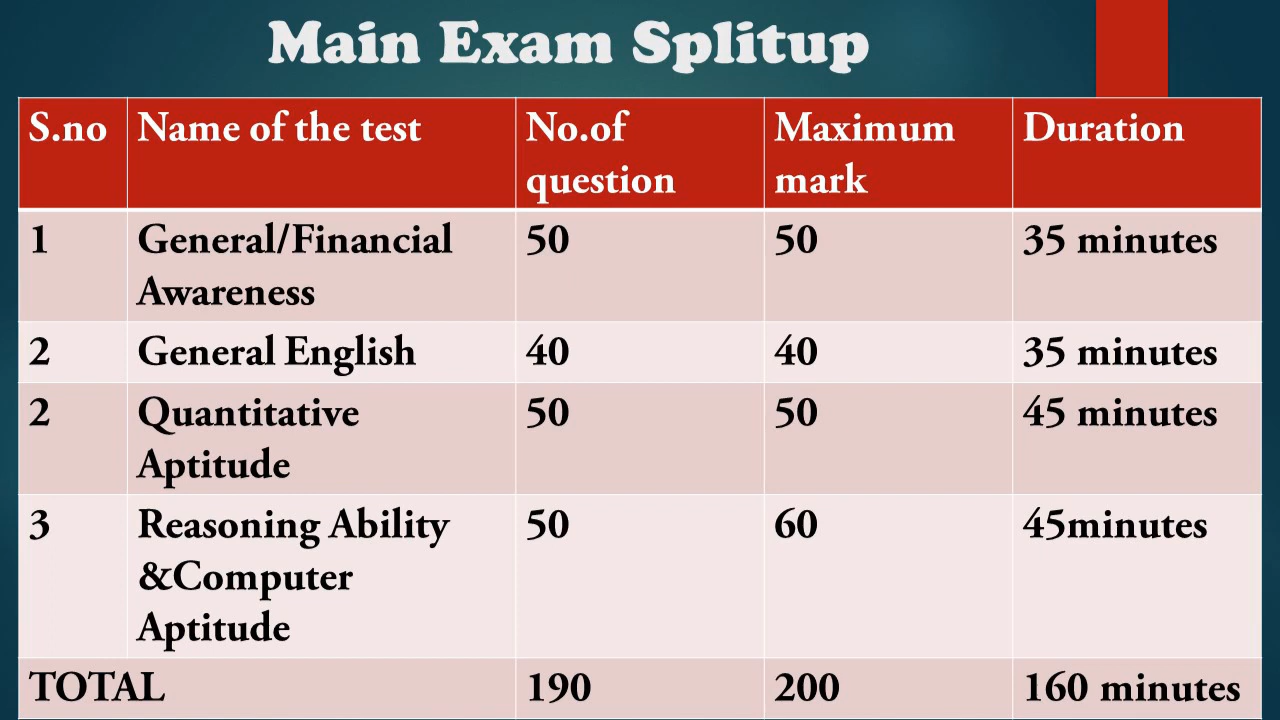 Main Exam Splitup
S.no Name of the test No.of question Maximum mark Duration
1 General/Financial Awareness 50 50 35 minutes
2 General English 40 40 35 minutes
2 Quantitative Aptitude 50 50 45 minutes
3 Reasoning Ability &Computer Aptitude 50 60 45minutes
TOTAL 190 200 160 minutes